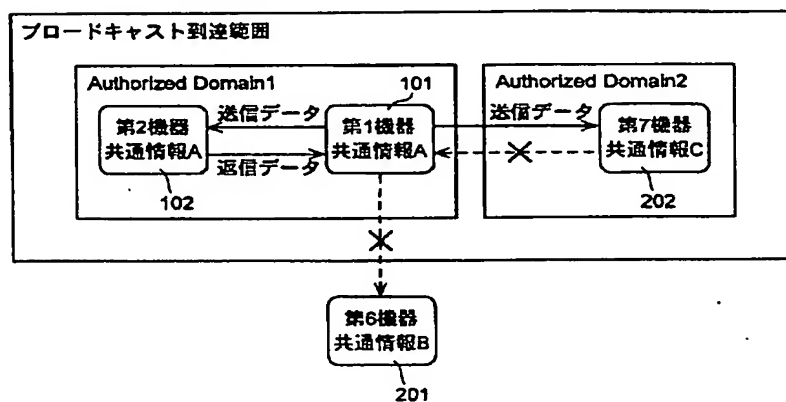 ブロードキャスト到達範囲
Authorized Domain1
101
Authorized Domain2
第2機器
共通情報A
送信データ
返信データ
第1機器
共通情報A
送信データ
第7機器
共通情報C
102
202
第6機器
共通情報B
201